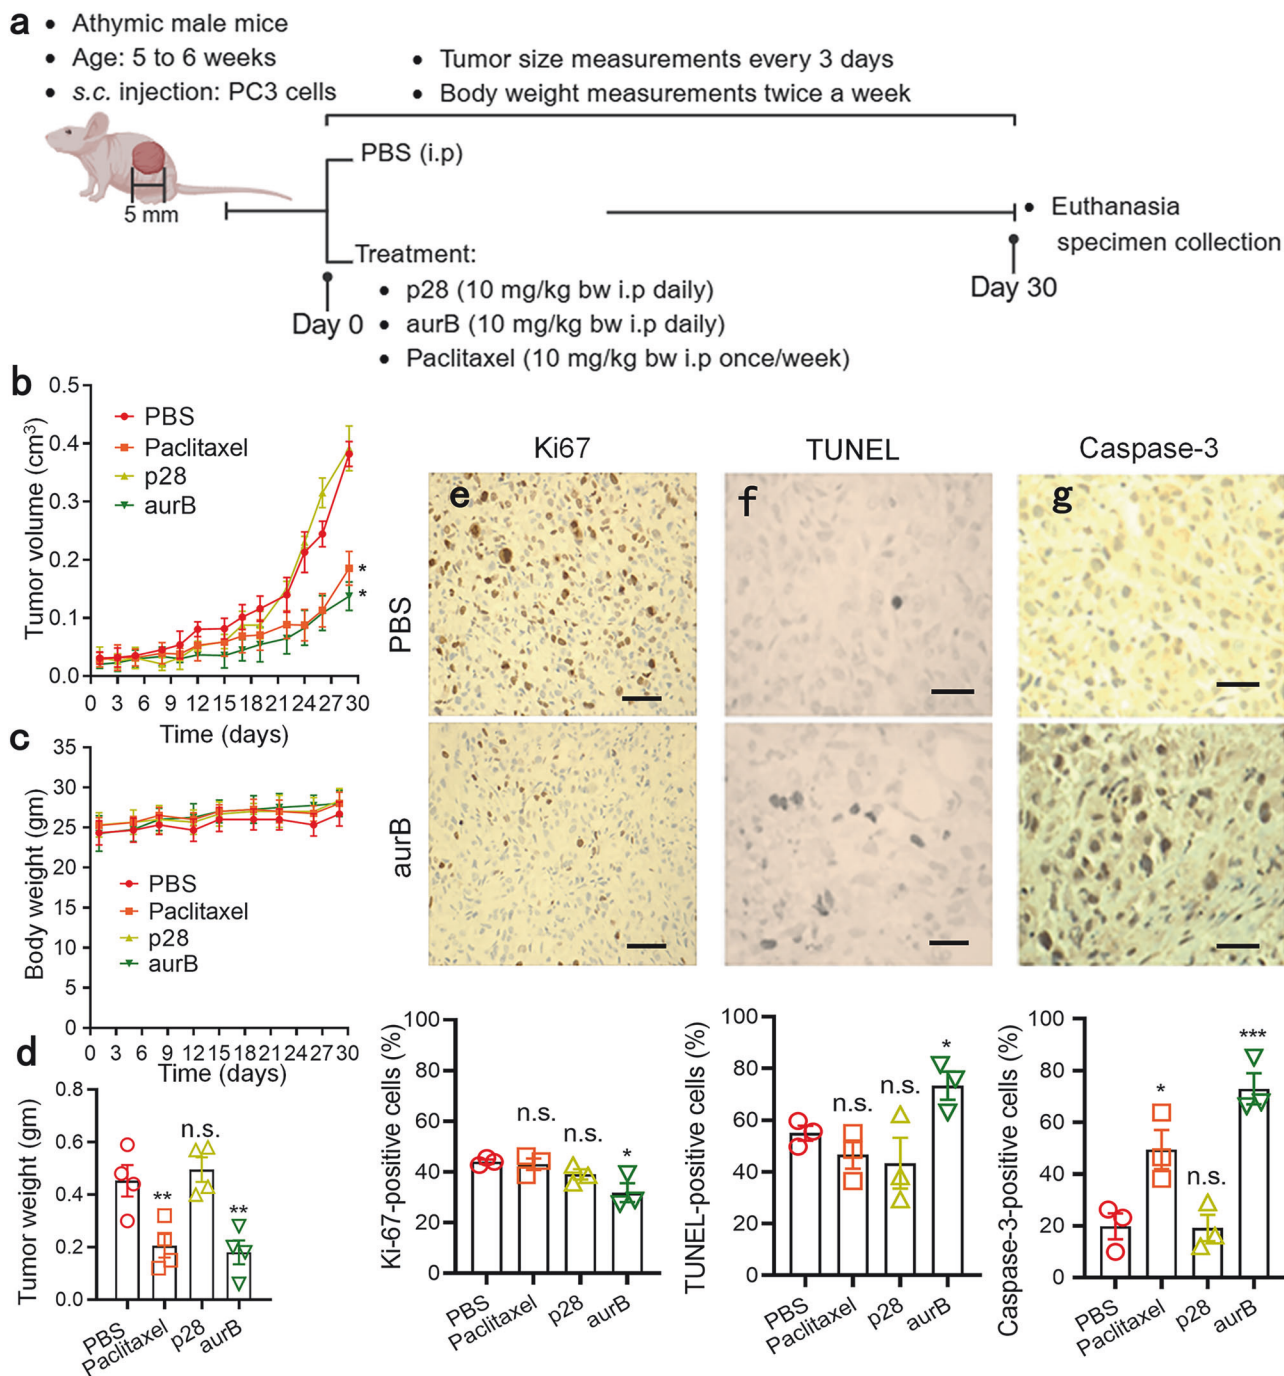 a
• Athymic male mice
• Age: 5 to 6 weeks
• s.c. injection: PC3 cells
• Tumor size measurements every 3 days
• Body weight measurements twice a week
5 mm
PBS (i.p)
Treatment:
• p28 (10 mg/kg bw i.p daily)
• aurB (10 mg/kg bw i.p daily)
• Paclitaxel (10 mg/kg bw i.p once/week)
Day 0
• Euthanasia
specimen collection
Day 30
b
Tumor volume (cm³)
0.5
0.4
0.3
0.2
0.1
0.0
PBS
Paclitaxel
p28
aurB
*
*
0 3 6 9 12 15 18 21 24 27 30
Time (days)
c
Body weight (gm)
35
30
25
20
15
10
5
0
PBS
Paclitaxel
p28
aurB
0 3 6 9 12 15 18 21 24 27 30
Time (days)
d
Tumor weight (gm)
0.8
0.6
0.4
0.2
0.0
**
n.s.
**
PBS
Paclitaxel
p28
aurB
Ki67
TUNEL
Caspase-3
PBS
aurB
e
f
g
Ki-67-positive cells (%)
100
80
60
40
20
0
n.s.
n.s.
*
PBS
Paclitaxel
p28
aurB
TUNEL-positive cells (%)
100
80
60
40
20
0
n.s.
n.s.
*
PBS
Paclitaxel
p28
aurB
Caspase-3-positive cells (%)
100
80
60
40
20
0
*
n.s.
***
PBS
Paclitaxel
p28
aurB